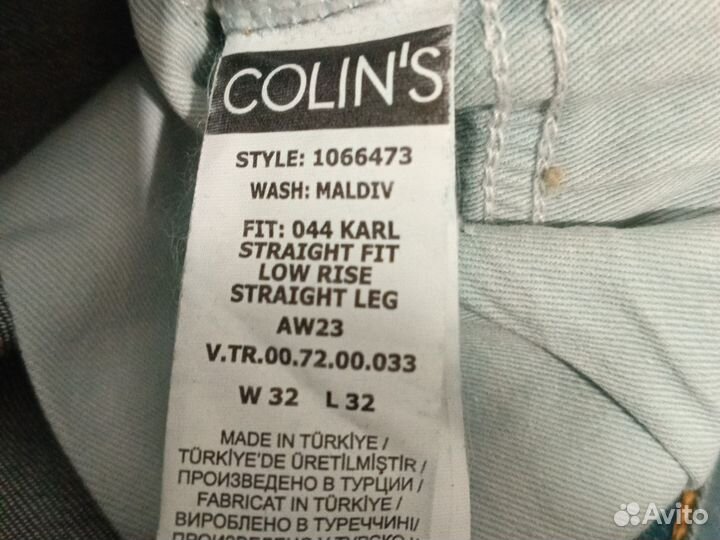 COLIN'S
STYLE: 1066473
WASH: MALDIV
FIT: 044 KARL
STRAIGHT FIT
LOW RISE
STRAIGHT LEG
AW23
V.TR.00.72.00.033
W 32 L 32
MADE IN TÜRKİYE /
TÜRKİYE'DE ÜRETİLMİŞTİR /
ПРОИЗВЕДЕНО В ТУРЦИИ /
FABRICAT IN TÜRKİYE /
ВИРОБЛЕНО В ТУРЕЧЧИНІ/
Avito